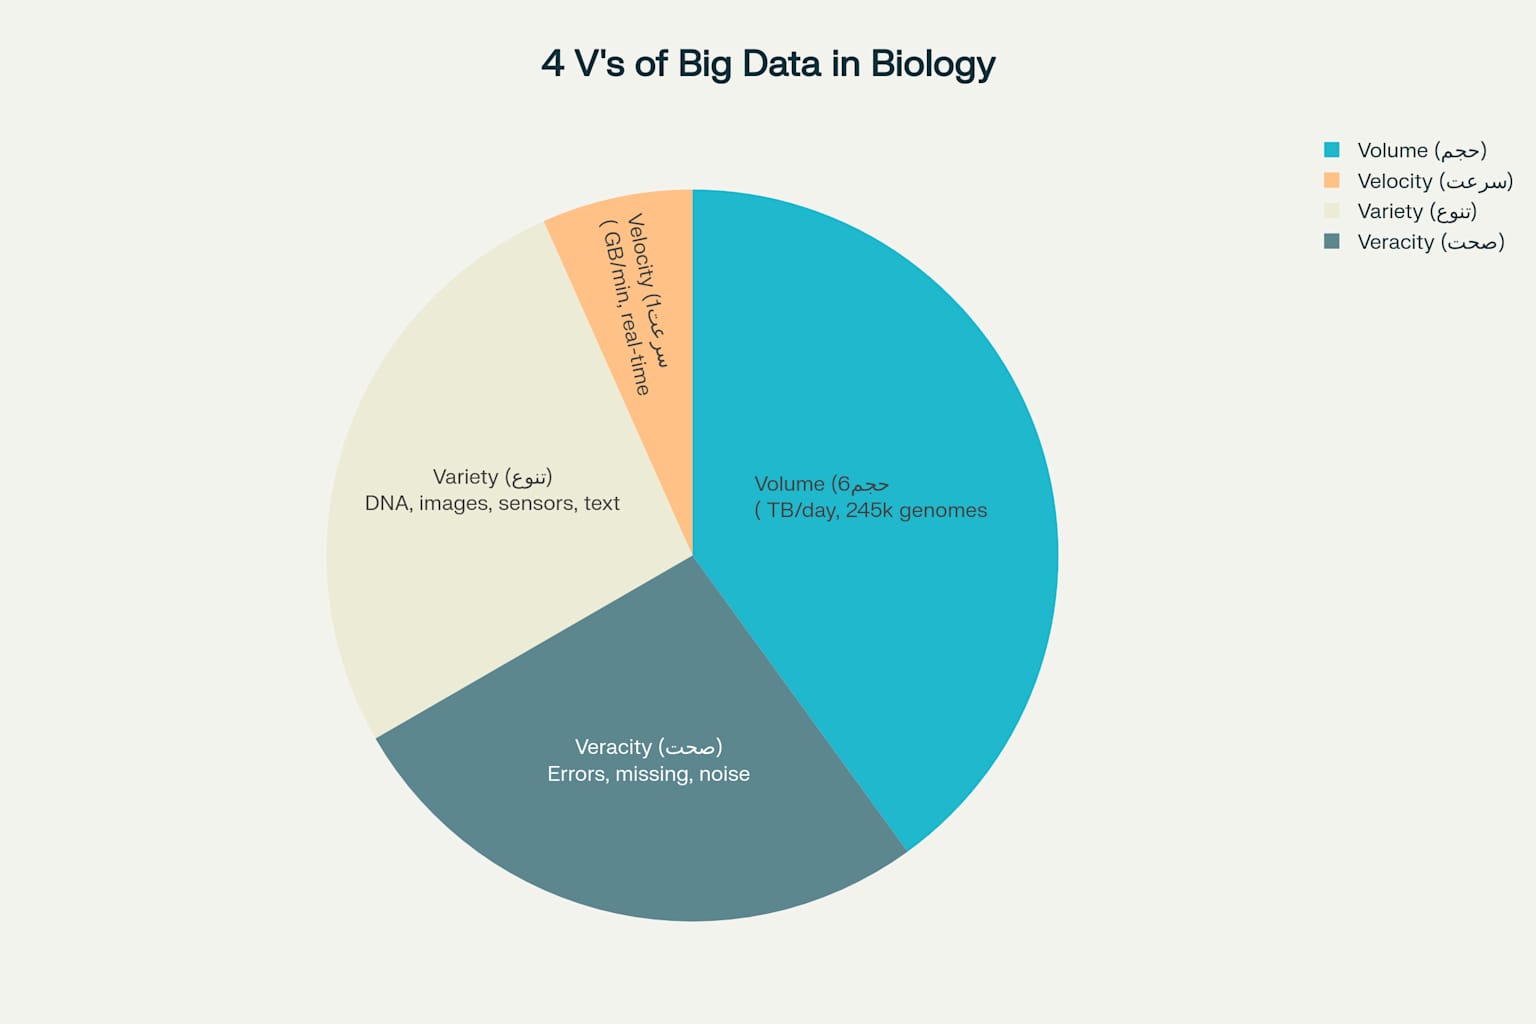 4 V's of Big Data in Biology
Volume (حجم)
Velocity (سرعت)
Variety (تنوع)
Veracity (صحت)
Velocity (سرعت1
( GB/min, real-time
Variety (تنوع)
DNA, images, sensors, text
Volume (حجم6
( TB/day, 245k genomes
Veracity (صحت)
Errors, missing, noise